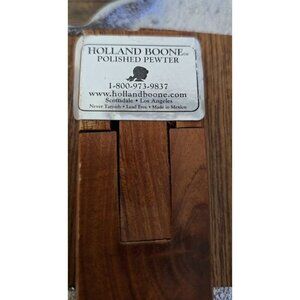 HOLLAND BOONE
POLISHED PEWTER
1-800-973-9837
www.hollandboone.com
Scottsdale • Los Angeles
Never Tarnish • Lead Free • Made in Mexico